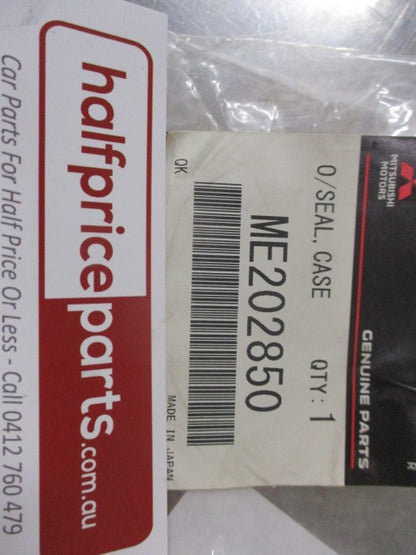 halfpriceparts.com.au
Car Parts For Half Price Or Less - Call 0412 760 479
MITSUBISHI
MOTORS
GENUINE PARTS
R
O/SEAL, CASE QTY: 1
ME202850
QK
MADE IN JAPAN